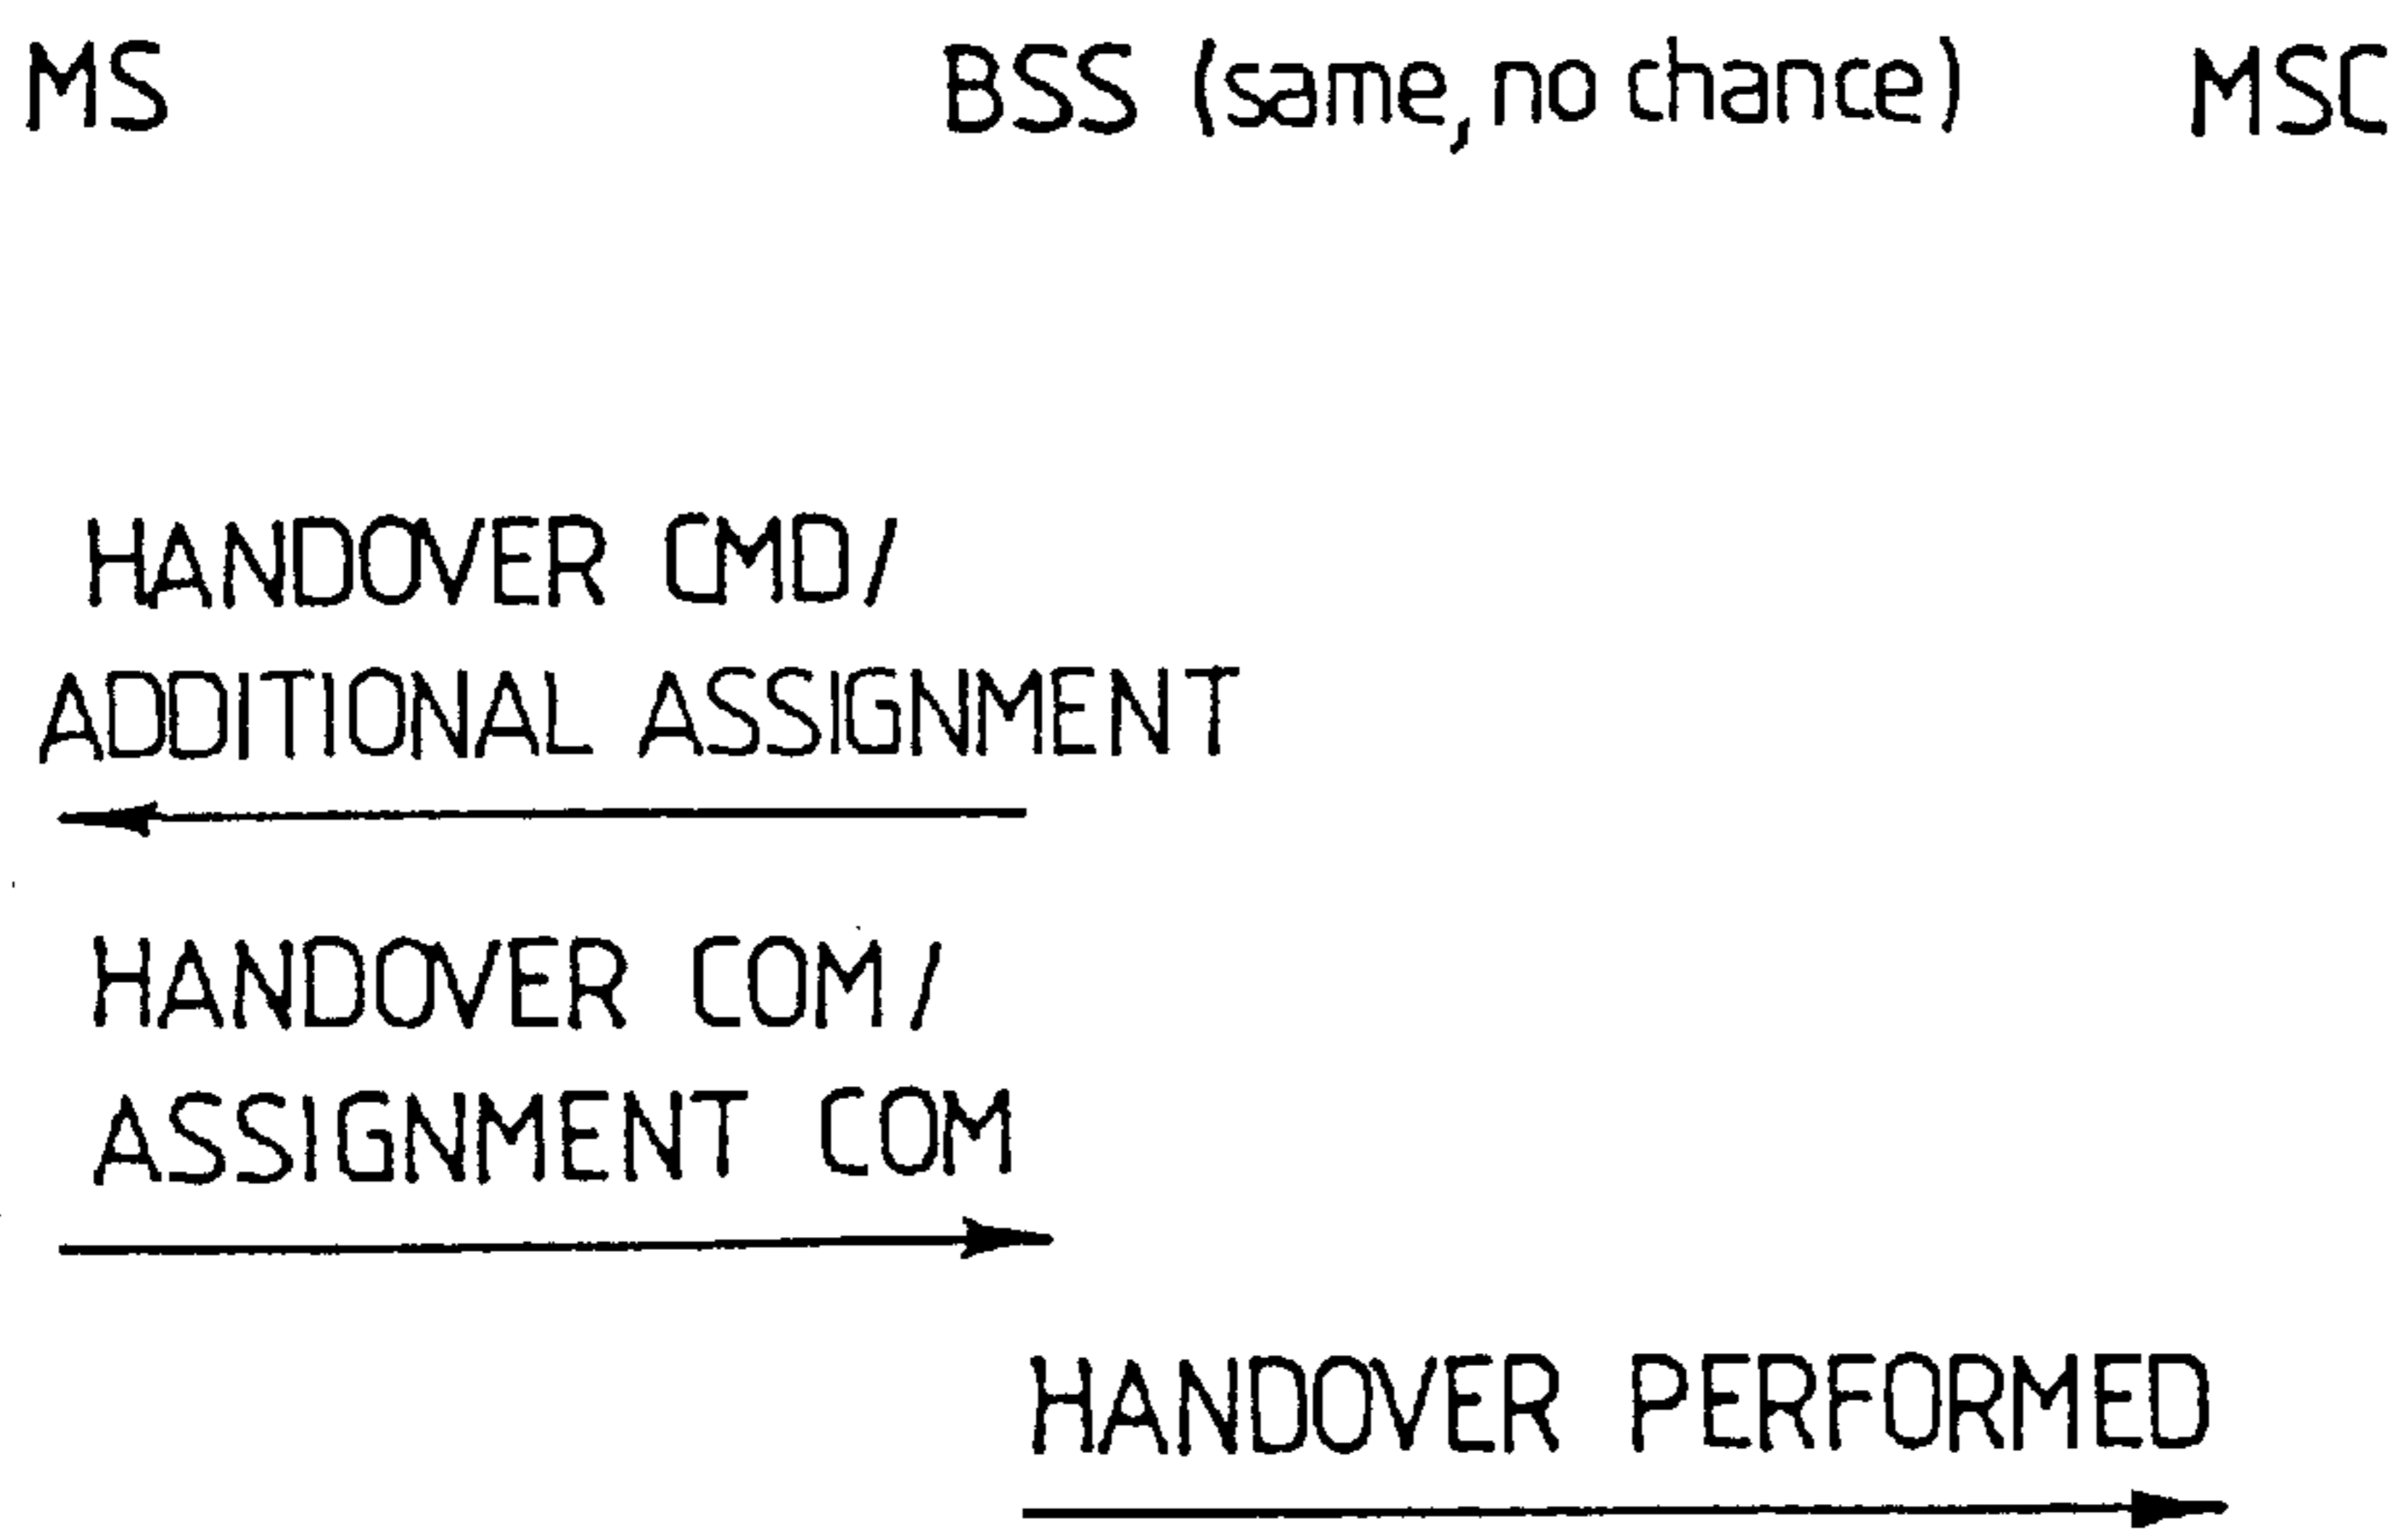 MS BSS (same, no chance) MSC
HANDOVER CMD/
ADDITIONAL ASSIGNMENT
HANDOVER COM/
ASSIGNMENT COM
HANDOVER PERFORMED